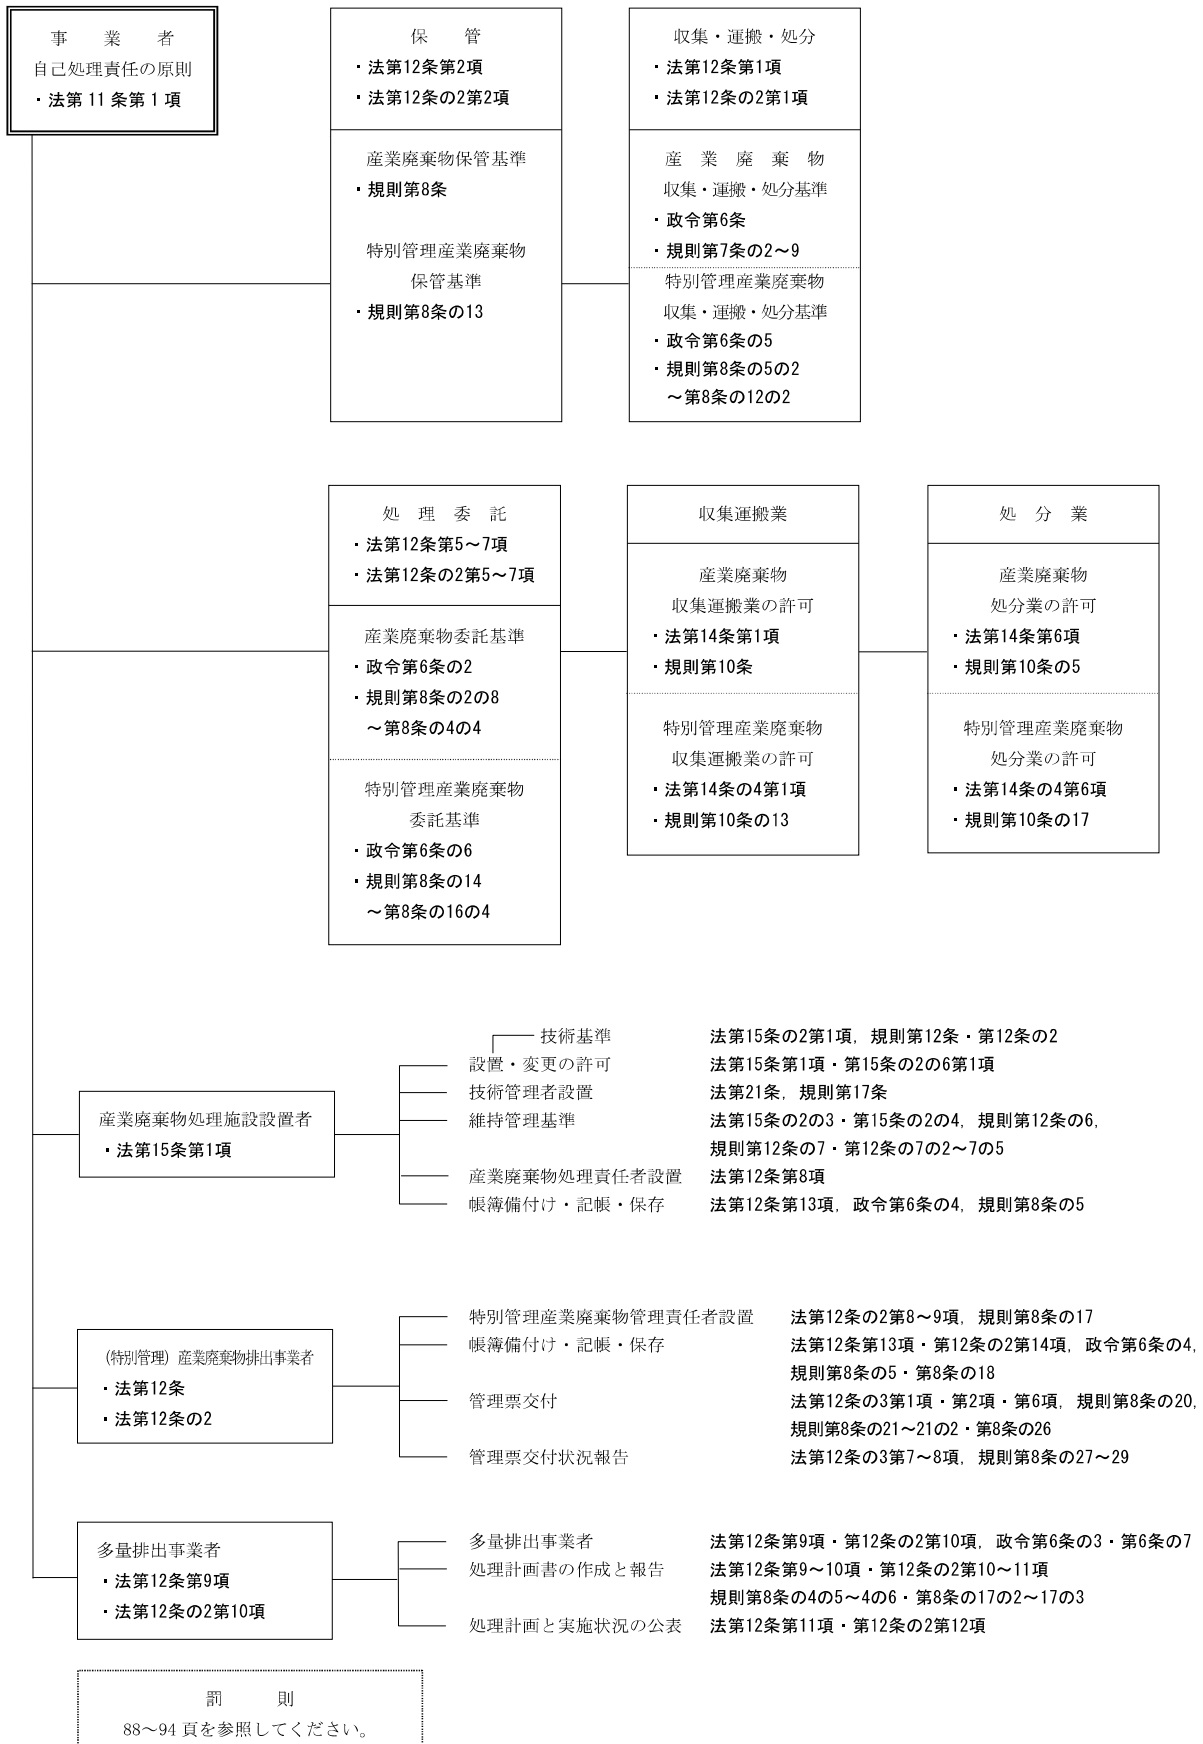 事　業　者
自己処理責任の原則
・法第11条第1項
保　管
・法第12条第2項
・法第12条の2第2項
産業廃棄物保管基準
・規則第8条
特別管理産業廃棄物
保管基準
・規則第8条の13
収集・運搬・処分
・法第12条第1項
・法第12条の2第1項
産　業　廃　棄　物
収集・運搬・処分基準
・政令第6条
・規則第7条の2～9
特別管理産業廃棄物
収集・運搬・処分基準
・政令第6条の5
・規則第8条の5の2
～第8条の12の2
処　理　委　託
・法第12条第5～7項
・法第12条の2第5～7項
産業廃棄物委託基準
・政令第6条の2
・規則第8条の2の8
～第8条の4の4
特別管理産業廃棄物
委託基準
・政令第6条の6
・規則第8条の14
～第8条の16の4
収集運搬業
産業廃棄物
収集運搬業の許可
・法第14条第1項
・規則第10条
特別管理産業廃棄物
収集運搬業の許可
・法第14条の4第1項
・規則第10条の13
処　分　業
産業廃棄物
処分業の許可
・法第14条第6項
・規則第10条の5
特別管理産業廃棄物
処分業の許可
・法第14条の4第6項
・規則第10条の17
産業廃棄物処理施設設置者
・法第15条第1項
技術基準　法第15条の2第1項，規則第12条・第12条の2
設置・変更の許可　法第15条第1項・第15条の2の6第1項
技術管理者設置　法第21条，規則第17条
維持管理基準　法第15条の2の3・第15条の2の4，規則第12条の6，
規則第12条の7・第12条の7の2～7の5
産業廃棄物処理責任者設置　法第12条第8項
帳簿備付け・記帳・保存　法第12条第13項，政令第6条の4，規則第8条の5
（特別管理）産業廃棄物排出事業者
・法第12条
・法第12条の2
特別管理産業廃棄物管理責任者設置　法第12条の2第8～9項，規則第8条の17
帳簿備付け・記帳・保存　法第12条第13項・第12条の2第14項，政令第6条の4，
規則第8条の5・第8条の18
管理票交付　法第12条の3第1項・第2項・第6項，規則第8条の20，
規則第8条の21～21の2・第8条の26
管理票交付状況報告　法第12条の3第7～8項，規則第8条の27～29
多量排出事業者
・法第12条第9項
・法第12条の2第10項
多量排出事業者　法第12条第9項・第12条の2第10項，政令第6条の3・第6条の7
処理計画書の作成と報告　法第12条第9～10項・第12条の2第10～11項
規則第8条の4の5～4の6・第8条の17の2～17の3
処理計画と実施状況の公表　法第12条第11項・第12条の2第12項
罰　則
88～94頁を参照してください。